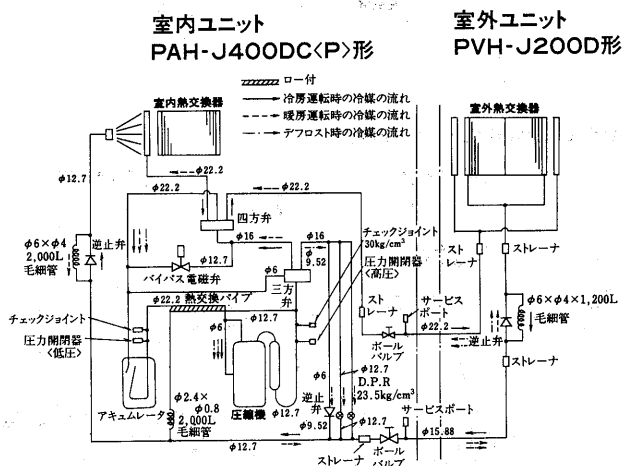 室内ユニット
PAH-J400DC<P>形
室外ユニット
PVH-J200D形
ロー付
冷房運転時の冷媒の流れ
暖房運転時の冷媒の流れ
デフロスト時の冷媒の流れ
室内熱交換器
室外熱交換器
φ12.7
φ22.2
φ22.2
φ22.2
四方弁
φ16
φ16
φ
9.52
チェックジョイント
30kg/cm³
圧力開閉器
<高圧>
φ6×φ4
2,000L
毛細管
逆止弁
φ12.7
バイパス電磁弁
φ6
三方
弁
ストレーナ
ストレーナ
φ22.2
熱交換パイプ
φ12.7
チェックジョイント
圧力開閉器
<低圧>
φ6
ストレーナ
サービス
ポート
φ22.2
ボール
バルブ
φ6×φ4×1,200L
毛細管
逆止弁
ストレーナ
φ12.7
D.P.R
23.5kg/cm³
φ6
アキュムレータ
φ2.4×
φ0.8
2,000L
毛細管
圧縮機
φ12.7
逆止
弁
φ9.52
φ12.7
サービスポート
φ12.7
φ15.88
ストレーナ
ボール
バルブ